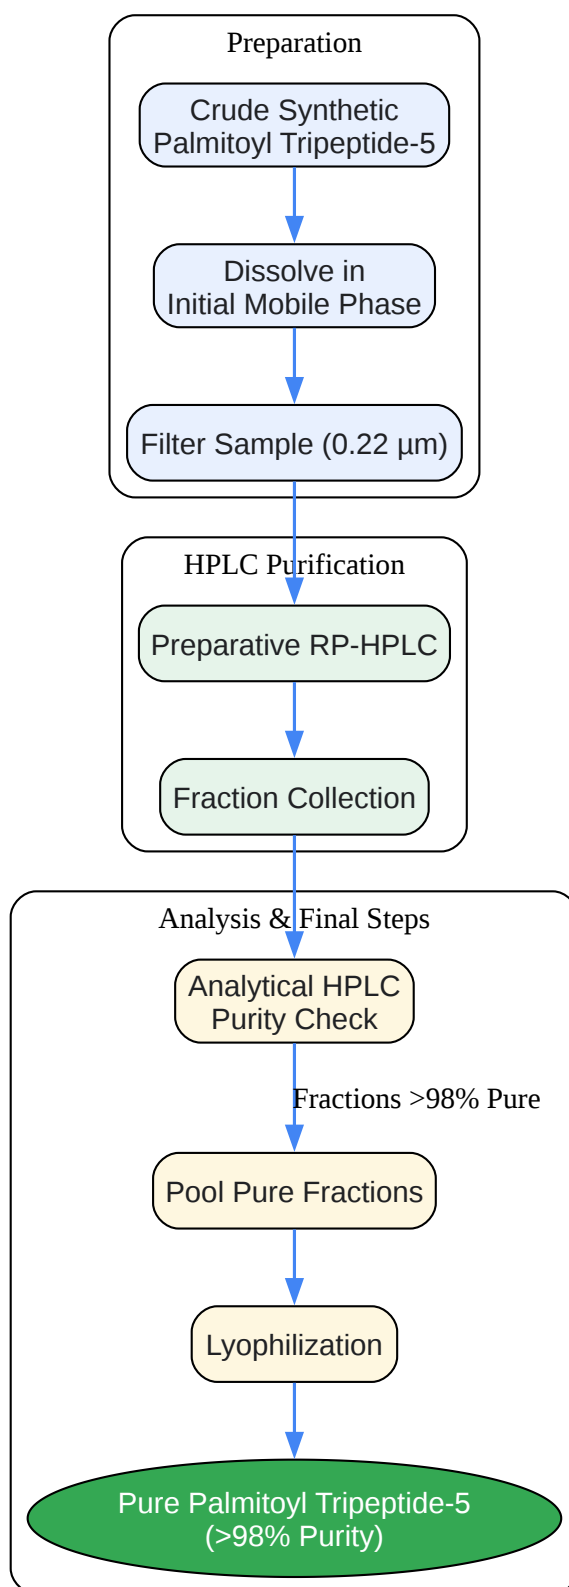 Preparation
Crude Synthetic
Palmitoyl Tripeptide-5
Dissolve in
Initial Mobile Phase
Filter Sample (0.22 µm)
HPLC Purification
Preparative RP-HPLC
Fraction Collection
Analysis & Final Steps
Analytical HPLC
Purity Check
Fractions >98% Pure
Pool Pure Fractions
Lyophilization
Pure Palmitoyl Tripeptide-5
(>98% Purity)